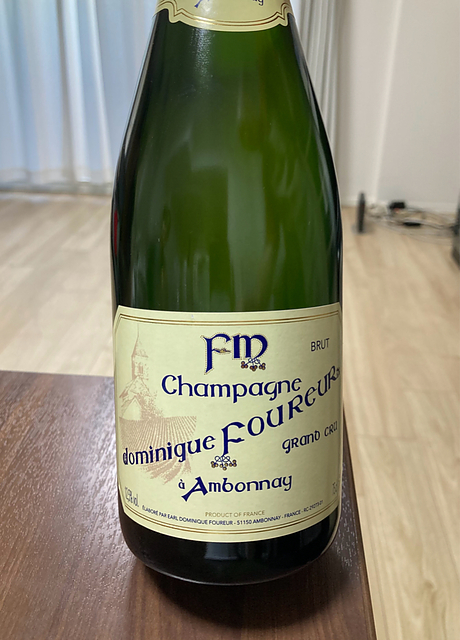 Ambonnay
FM
BRUT
Champagne
dominique FOUREUR
GRAND CRU
à Ambonnay
PRODUCT OF FRANCE
ÉLABORÉ PAR EARL DOMINIQUE FOUREUR - 51150 AMBONNAY - FRANCE -